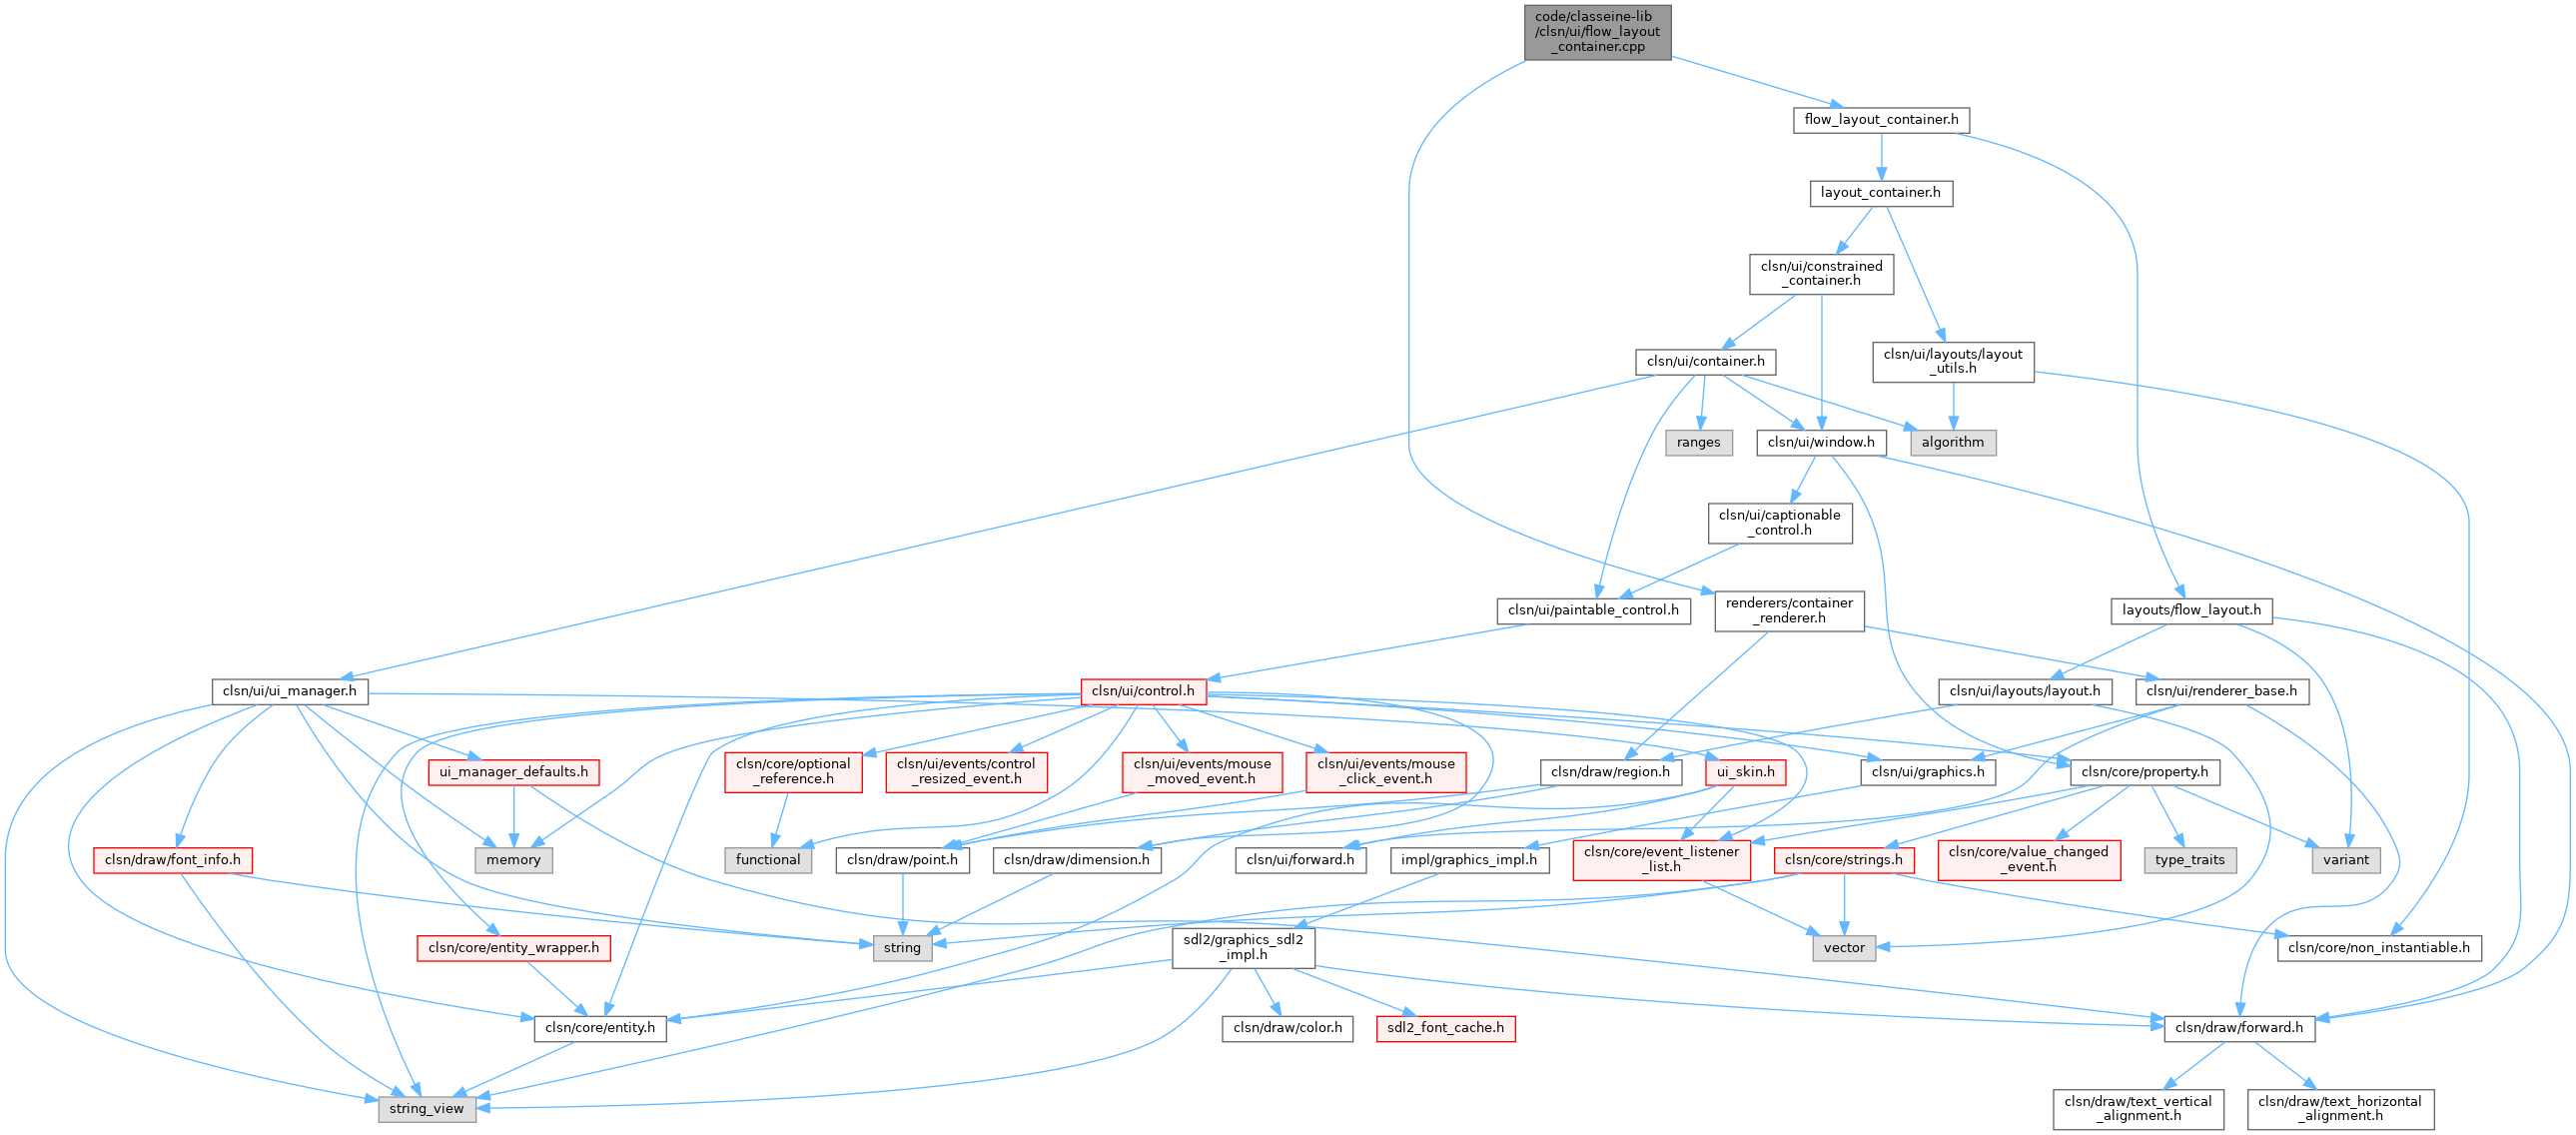 code/classeine-lib
/clsn/ui/flow_layout
_container.cpp
flow_layout_container.h
layout_container.h
clsn/ui/constrained
_container.h
clsn/ui/container.h
clsn/ui/layouts/layout
_utils.h
ranges
clsn/ui/window.h
algorithm
clsn/ui/captionable
_control.h
clsn/ui/paintable_control.h
renderers/container
_renderer.h
layouts/flow_layout.h
clsn/ui/ui_manager.h
clsn/ui/control.h
clsn/ui/layouts/layout.h
clsn/ui/renderer_base.h
ui_manager_defaults.h
clsn/core/optional
_reference.h
clsn/ui/events/control
_resized_event.h
clsn/ui/events/mouse
_moved_event.h
clsn/ui/events/mouse
_click_event.h
clsn/draw/region.h
ui_skin.h
clsn/ui/graphics.h
clsn/core/property.h
clsn/draw/font_info.h
memory
functional
clsn/draw/point.h
clsn/draw/dimension.h
clsn/ui/forward.h
impl/graphics_impl.h
clsn/core/event_listener
_list.h
clsn/core/strings.h
clsn/core/value_changed
_event.h
type_traits
variant
clsn/core/entity_wrapper.h
string
sdl2/graphics_sdl2
_impl.h
vector
clsn/core/non_instantiable.h
clsn/core/entity.h
clsn/draw/color.h
sdl2_font_cache.h
clsn/draw/forward.h
string_view
clsn/draw/text_vertical
_alignment.h
clsn/draw/text_horizontal
_alignment.h